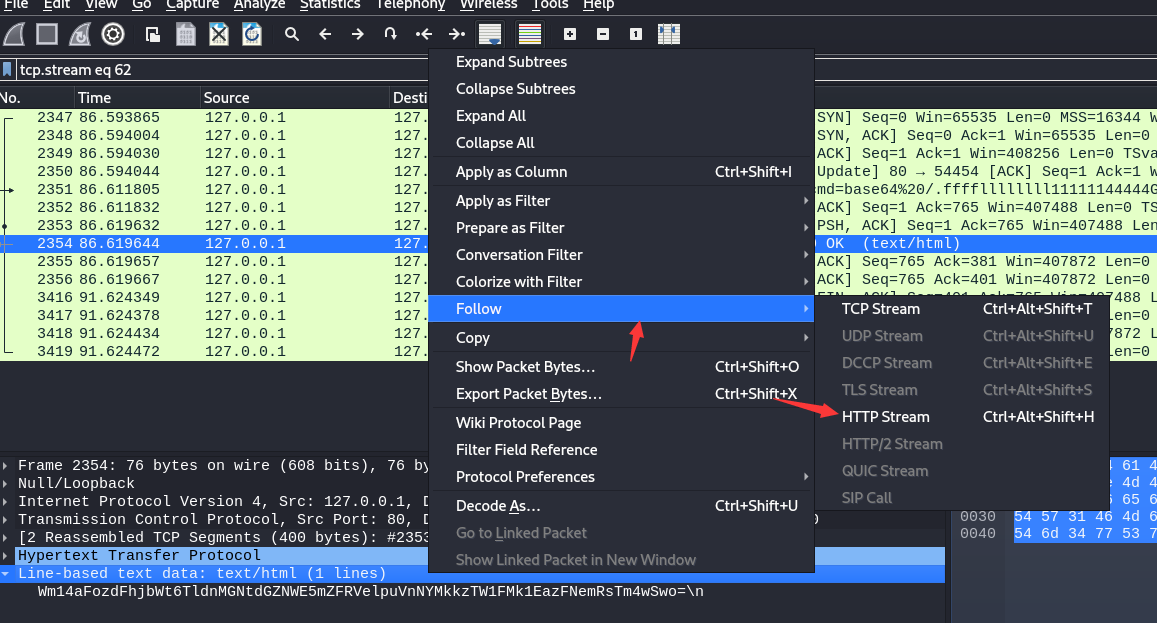 File Edit View Go Capture Analyze Statistics Telephony Wireless Tools Help
tcp.stream eq 62
No. Time Source Desti
2347 86.593865 127.0.0.1 127. SYN] Seq=0 Win=65535 Len=0 MSS=16344 W
2348 86.594004 127.0.0.1 127. SYN, ACK] Seq=0 Ack=1 Win=65535 Len=0
2349 86.594030 127.0.0.1 127. ACK] Seq=1 Ack=1 Win=408256 Len=0 TSva
2350 86.594044 127.0.0.1 127. Update] 80 → 54454 [ACK] Seq=1 Ack=1 W
2351 86.611805 127.0.0.1 127. cmd=base64%20/.fffflllllllll11111144444G
2352 86.611832 127.0.0.1 127. ACK] Seq=1 Ack=765 Win=407488 Len=0 TS
2353 86.619632 127.0.0.1 127. PSH, ACK] Seq=1 Ack=765 Win=407488 Len
2354 86.619644 127.0.0.1 127. OK (text/html)
2355 86.619657 127.0.0.1 127. ACK] Seq=765 Ack=381 Win=407872 Len=0
2356 86.619667 127.0.0.1 127. ACK] Seq=765 Ack=401 Win=407872 Len=0
3416 91.624349 127.0.0.1 127.
3417 91.624378 127.0.0.1 127.
3418 91.624434 127.0.0.1 127.
3419 91.624472 127.0.0.1 127.
Expand Subtrees
Collapse Subtrees
Expand All
Collapse All
Apply as Column Ctrl+Shift+I
Apply as Filter
Prepare as Filter
Conversation Filter
Colorize with Filter
Follow
Copy
Show Packet Bytes… Ctrl+Shift+O
Export Packet Bytes… Ctrl+Shift+X
Wiki Protocol Page
Filter Field Reference
Protocol Preferences
Decode As… Ctrl+Shift+U
Go to Linked Packet
Show Linked Packet in New Window
TCP Stream Ctrl+Alt+Shift+T
UDP Stream Ctrl+Alt+Shift+U
DCCP Stream Ctrl+Alt+Shift+E
TLS Stream Ctrl+Alt+Shift+S
HTTP Stream Ctrl+Alt+Shift+H
HTTP/2 Stream
QUIC Stream
SIP Call
Frame 2354: 76 bytes on wire (608 bits), 76 by
Null/Loopback
Internet Protocol Version 4, Src: 127.0.0.1, D
Transmission Control Protocol, Src Port: 80, D
[2 Reassembled TCP Segments (400 bytes): #2353
Hypertext Transfer Protocol
Line-based text data: text/html (1 lines)
Wm14aFozdFhjbWt6TldnMGNtdGZNWE5mZFRVelpuVnNYMkkzTW1FMk1EazFNemRsTm4wSwo=\n
0030 54 57 31 46 4d 6
0040 54 6d 34 77 53 7